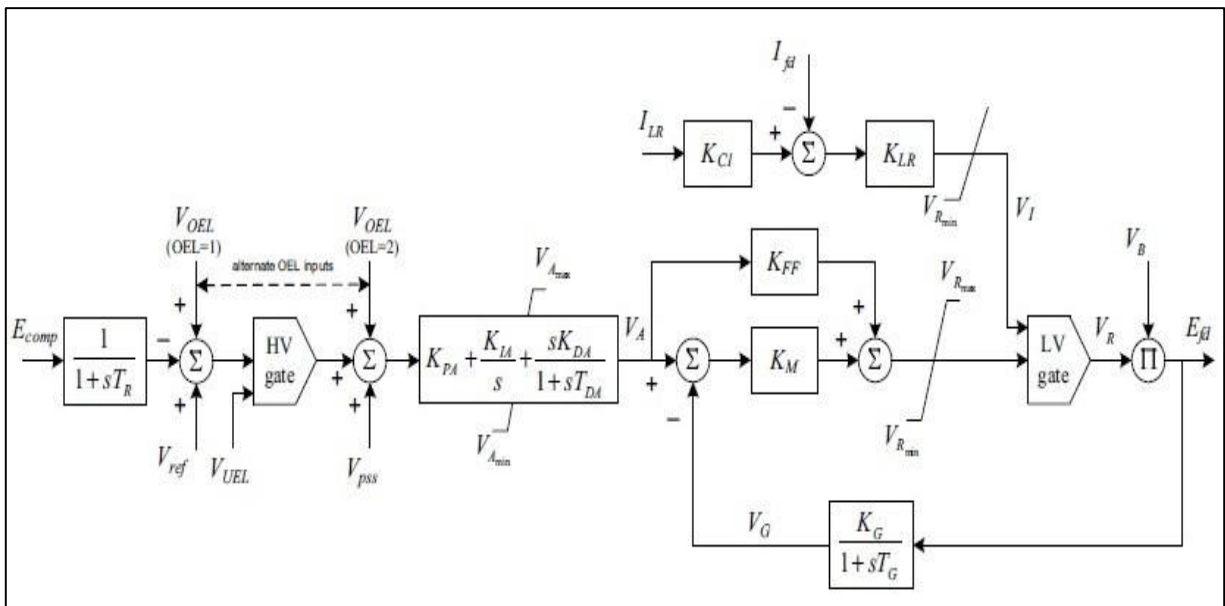 I_fd
I_LR
K_CI
Σ
K_LR
V_Rmin
V_I
V_OEL
(OEL=1)
V_OEL
(OEL=2)
alternate OEL inputs
V_Amax
K_FF
V_Rmax
V_B
E_comp
1
1+sT_R
Σ
HV
gate
Σ
K_PA + K_IA/s + sK_DA/(1+sT_DA)
V_A
Σ
K_M
Σ
LV
gate
V_R
Π
E_fd
V_ref
V_UEL
V_pss
V_Amin
V_Rmin
V_G
K_G
1+sT_G